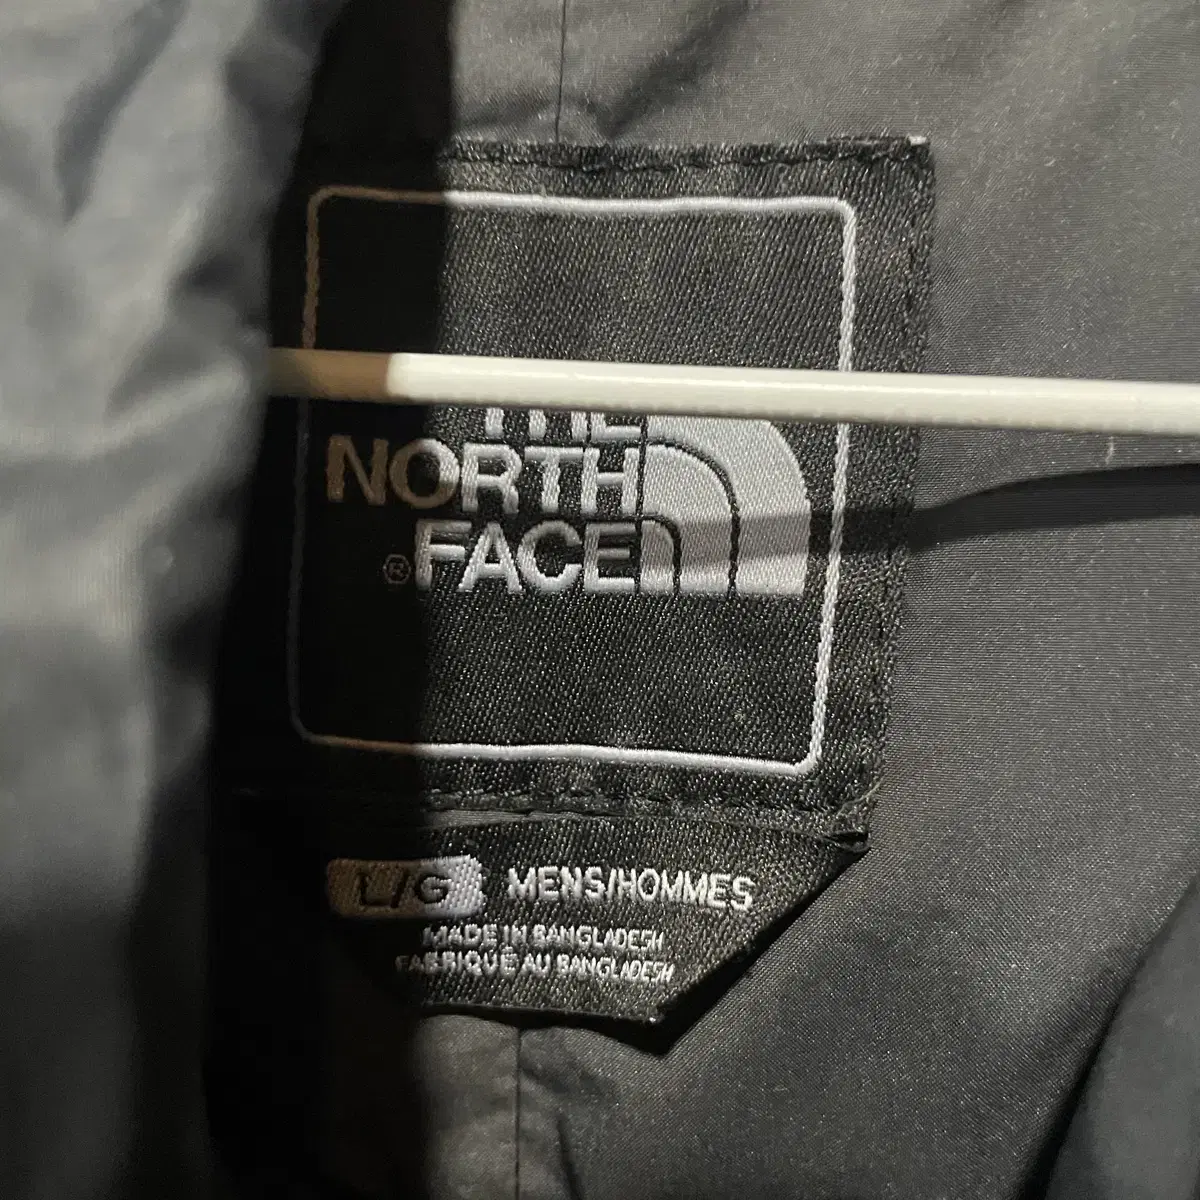 THE
NORTH
® FACE
L/G MENS/HOMMES
MADE IN BANGLADESH
FABRIQUÉ AU BANGLADESH